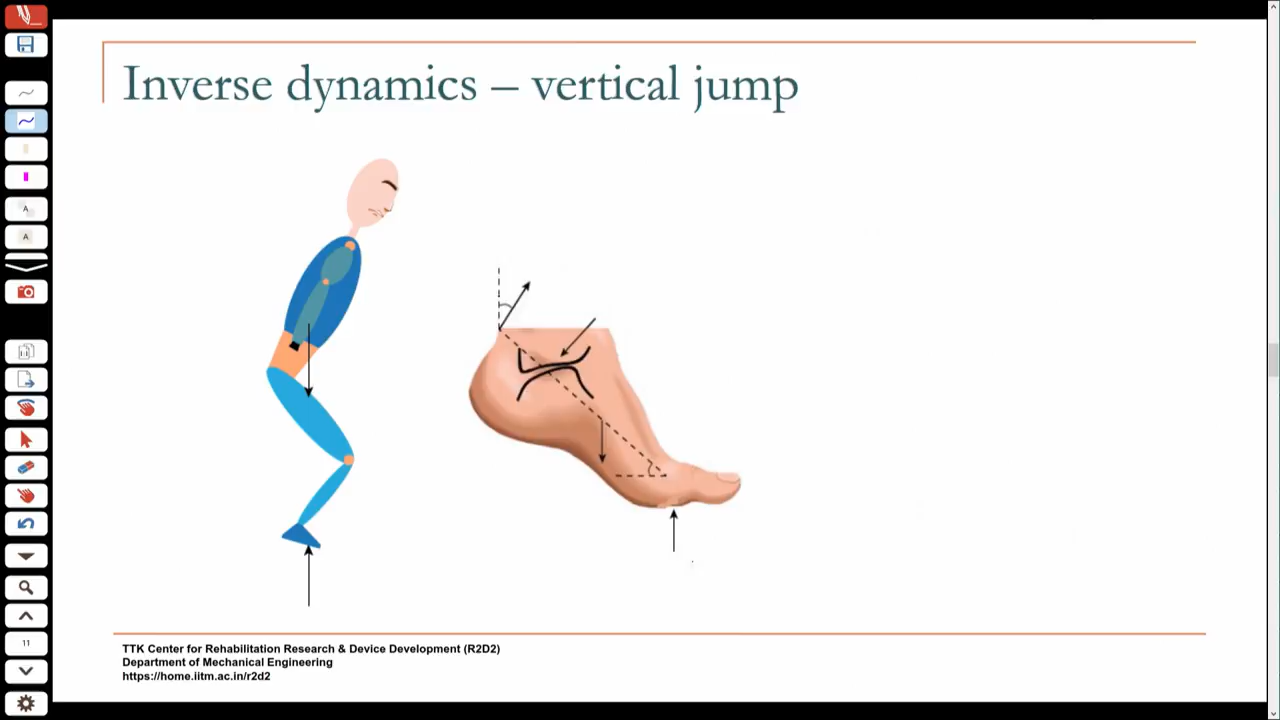 Inverse dynamics – vertical jump
A
A
11
TTK Center for Rehabilitation Research & Device Development (R2D2)
Department of Mechanical Engineering
https://home.iitm.ac.in/r2d2